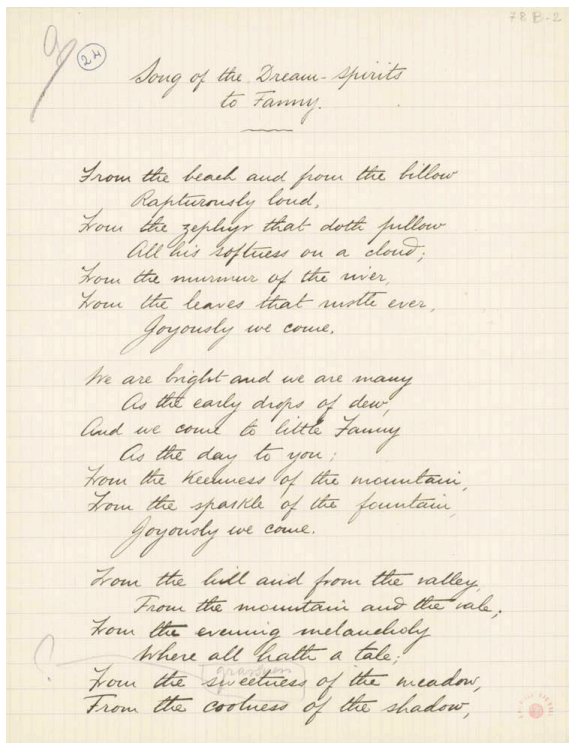 78 B-2
24
Song of the Dream-spirits
to Fanny.
From the beach and from the billow
Rapturously loud,
From the zephyr that doth pillow
All his softness on a cloud;
From the murmur of the river,
From the leaves that rustle ever,
Joyously we come.
We are bright and we are many
As the early drops of dew,
And we come to little Fanny
As the day to you;
From the keenness of the mountain,
From the sparkle of the fountain,
Joyously we come.
From the hill and from the valley,
From the mountain and the vale;
From the evening melancholy
Where all hath a tale;
?
From the sweetness of the meadow,
From the coolness of the shadow,